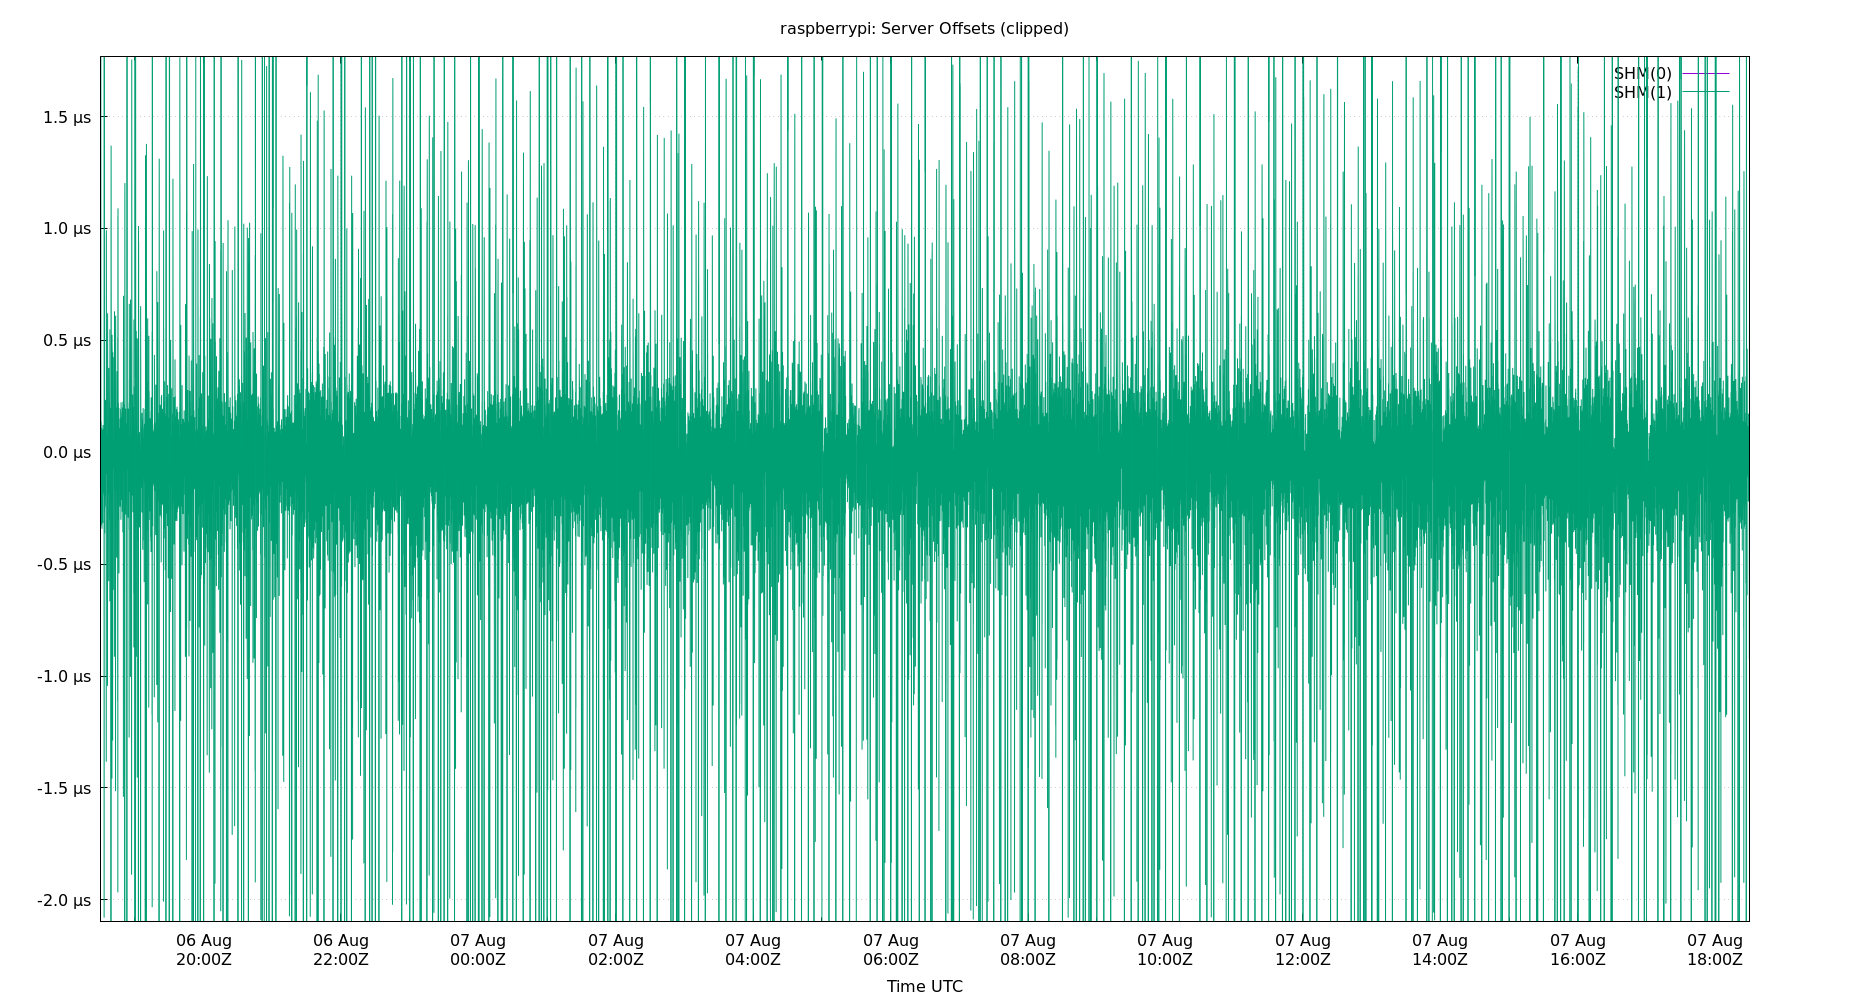 raspberrypi: Server Offsets (clipped)
SHM(0)
SHM(1)
1.5 µs
1.0 µs
0.5 µs
0.0 µs
-0.5 µs
-1.0 µs
-1.5 µs
-2.0 µs
06 Aug 06 Aug 07 Aug 07 Aug 07 Aug 07 Aug 07 Aug 07 Aug 07 Aug 07 Aug 07 Aug 07 Aug
20:00Z 22:00Z 00:00Z 02:00Z 04:00Z 06:00Z 08:00Z 10:00Z 12:00Z 14:00Z 16:00Z 18:00Z
Time UTC